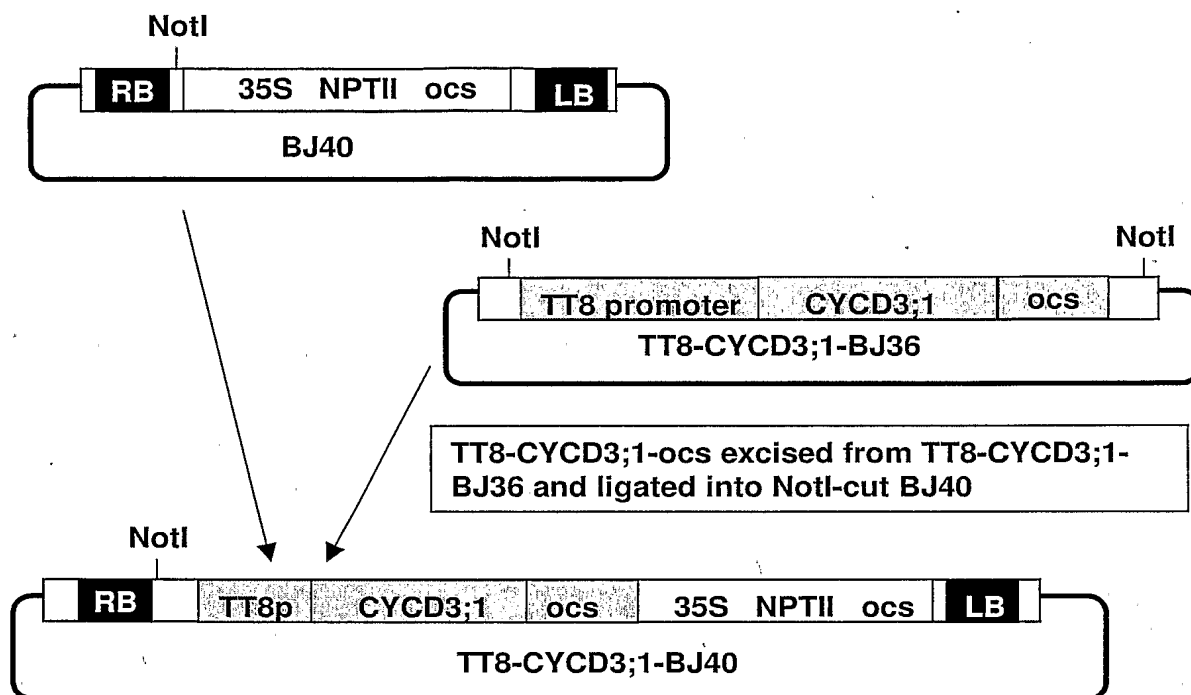 NotI
RB 35S NPTII ocs LB
BJ40
NotI NotI
TT8 promoter CYCD3;1 ocs
TT8-CYCD3;1-BJ36
TT8-CYCD3;1-ocs excised from TT8-CYCD3;1-
BJ36 and ligated into NotI-cut BJ40
NotI
RB TT8p CYCD3;1 ocs 35S NPTII ocs LB
TT8-CYCD3;1-BJ40